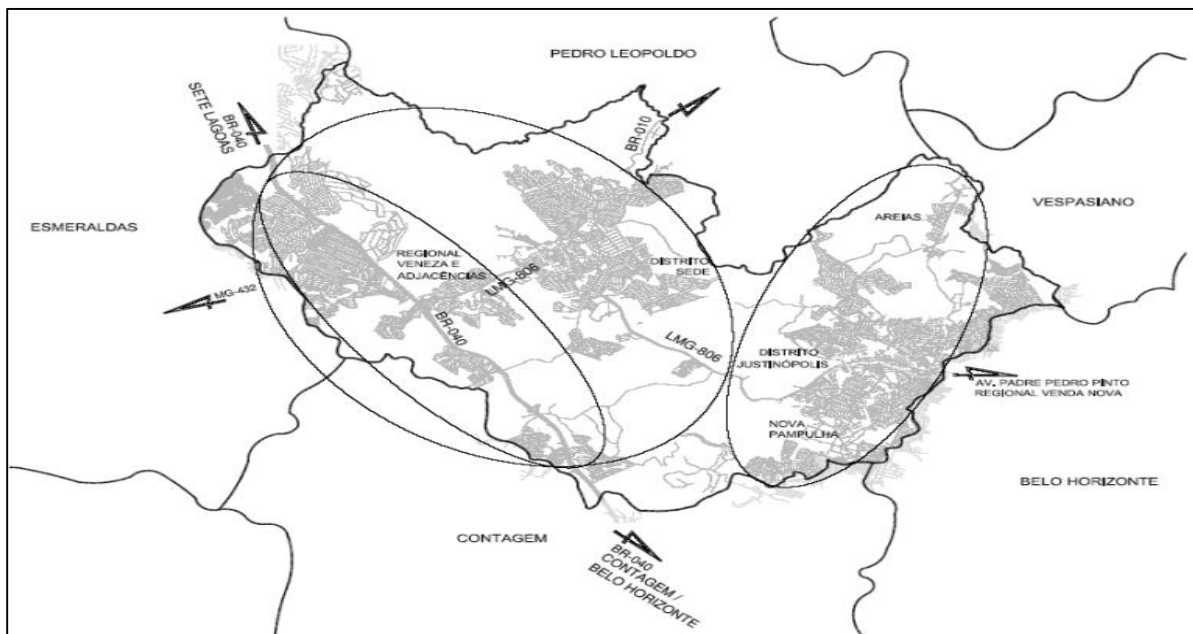 PEDRO LEOPOLDO
BR-040
SETE LAGOAS
BR-010
VESPASIANO
AREIAS
ESMERALDAS
REGIONAL
VENEZA E
ADJACÊNCIAS
LMG-806
DISTRITO
SEDE
MG-432
BR-040
LMG-806
DISTRITO
JUSTINÓPOLIS
AV. PADRE PEDRO PINTO
REGIONAL VENDA NOVA
NOVA
PAMPULHA
BELO HORIZONTE
CONTAGEM
BR-040
CONTAGEM /
BELO HORIZONTE